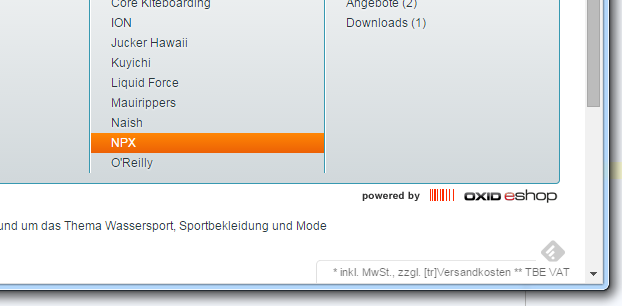 Core Kiteboarding
ION
Jucker Hawaii
Kuyichi
Liquid Force
Mauirippers
Naish
NPX
O'Reilly
Angebote (2)
Downloads (1)
powered by OXID eshop
und um das Thema Wassersport, Sportbekleidung und Mode
* inkl. MwSt., zzgl. [tr]Versandkosten ** TBE VAT